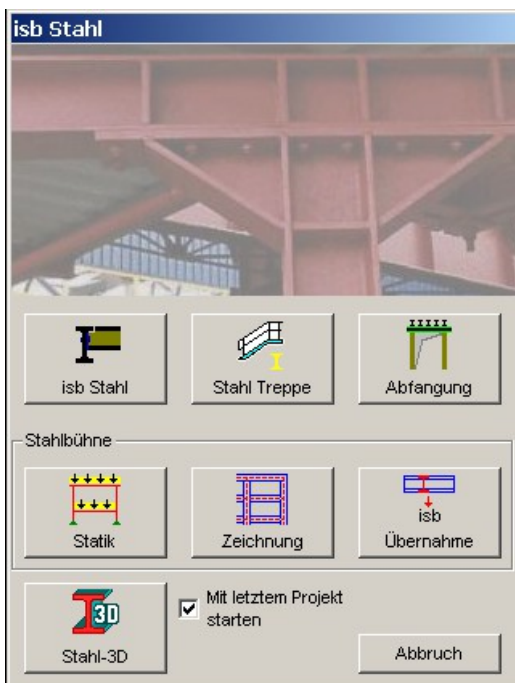 isb Stahl
isb Stahl
Stahl Treppe
Abfangung
Stahlbühne
Statik
Zeichnung
isb
Übernahme
3D
Stahl-3D
Mit letztem Projekt
starten
Abbruch